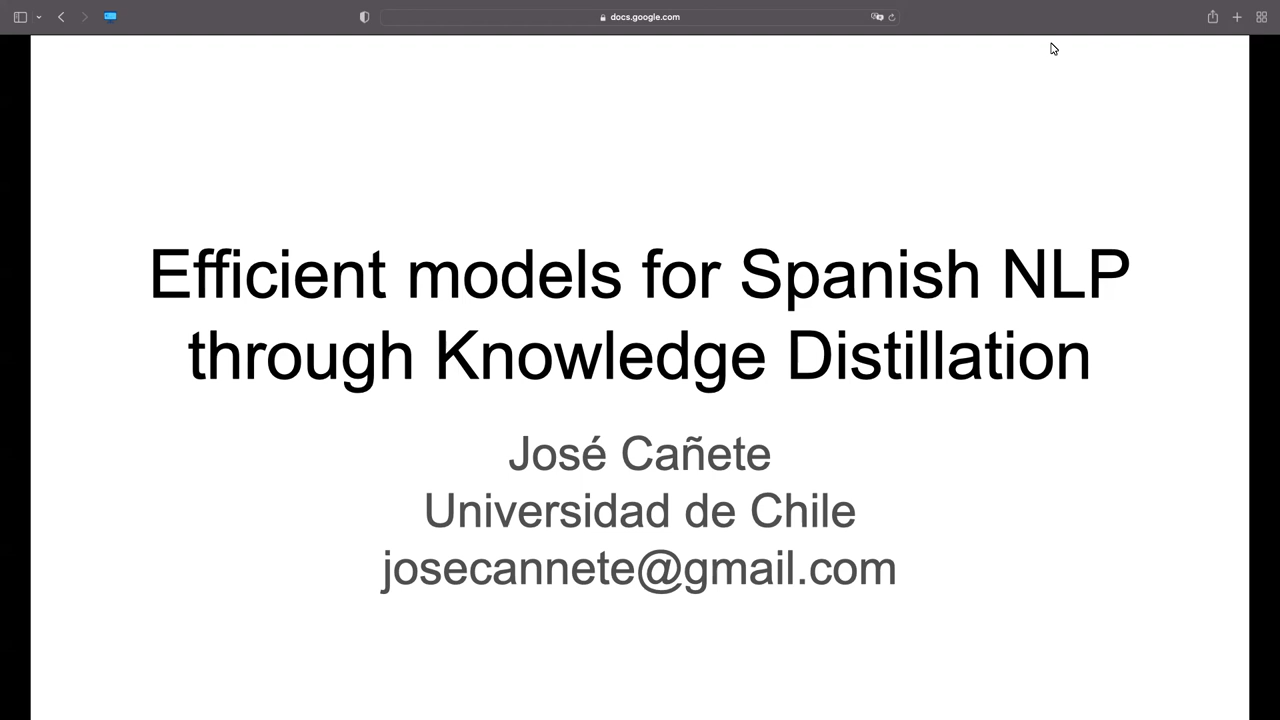 docs.google.com
Efficient models for Spanish NLP
through Knowledge Distillation
José Cañete
Universidad de Chile
josecannete@gmail.com